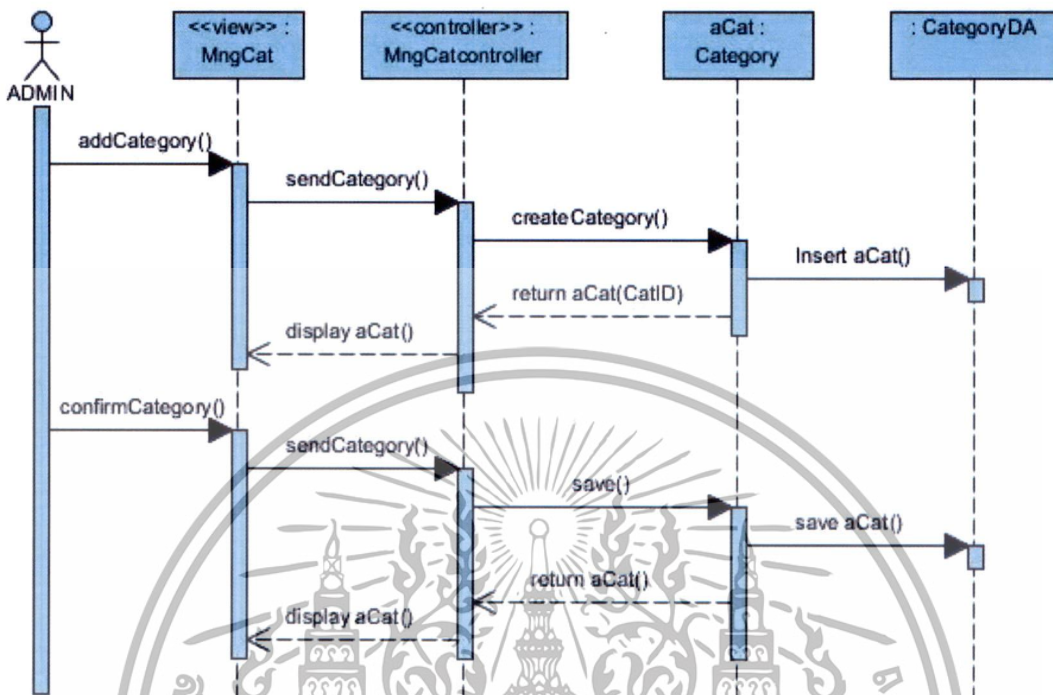 <<view>> :
MngCat
<<controller>> :
MngCatcontroller
aCat :
Category
: CategoryDA
ADMIN
addCategory()
sendCategory()
createCategory()
Insert aCat()
return aCat(CatID)
display aCat()
confirmCategory()
sendCategory()
save()
save aCat()
return aCat()
display aCat()